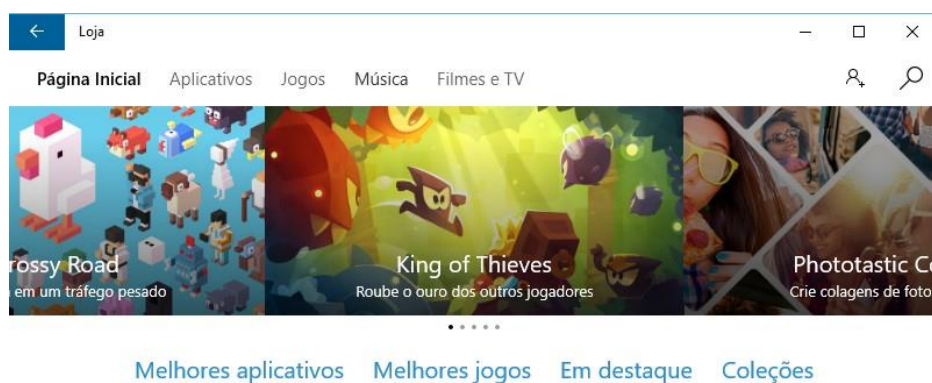 Loja
Página Inicial Aplicativos Jogos Música Filmes e TV
rossy Road
em um tráfego pesado
King of Thieves
Roube o ouro dos outros jogadores
Phototastic Co
Crie colagens de foto
Melhores aplicativos Melhores jogos Em destaque Coleções